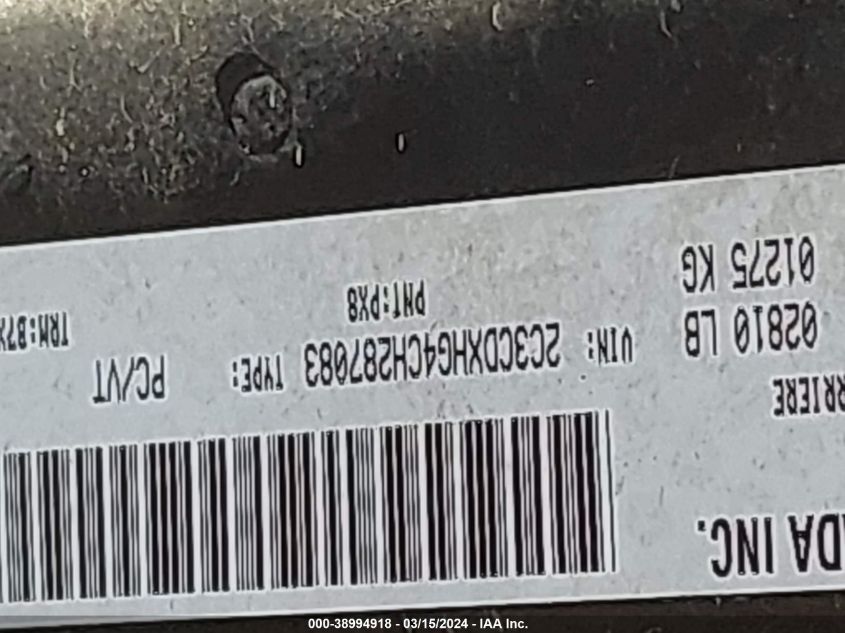 ADA INC.
RRIERE
02810 LB
01275 KG
VIN: 2C3CDXHG4CH287083 TYPE: PC/VT
PNT:PX8 TRM:B7X
000-38994918 - 03/15/2024 - IAA Inc.